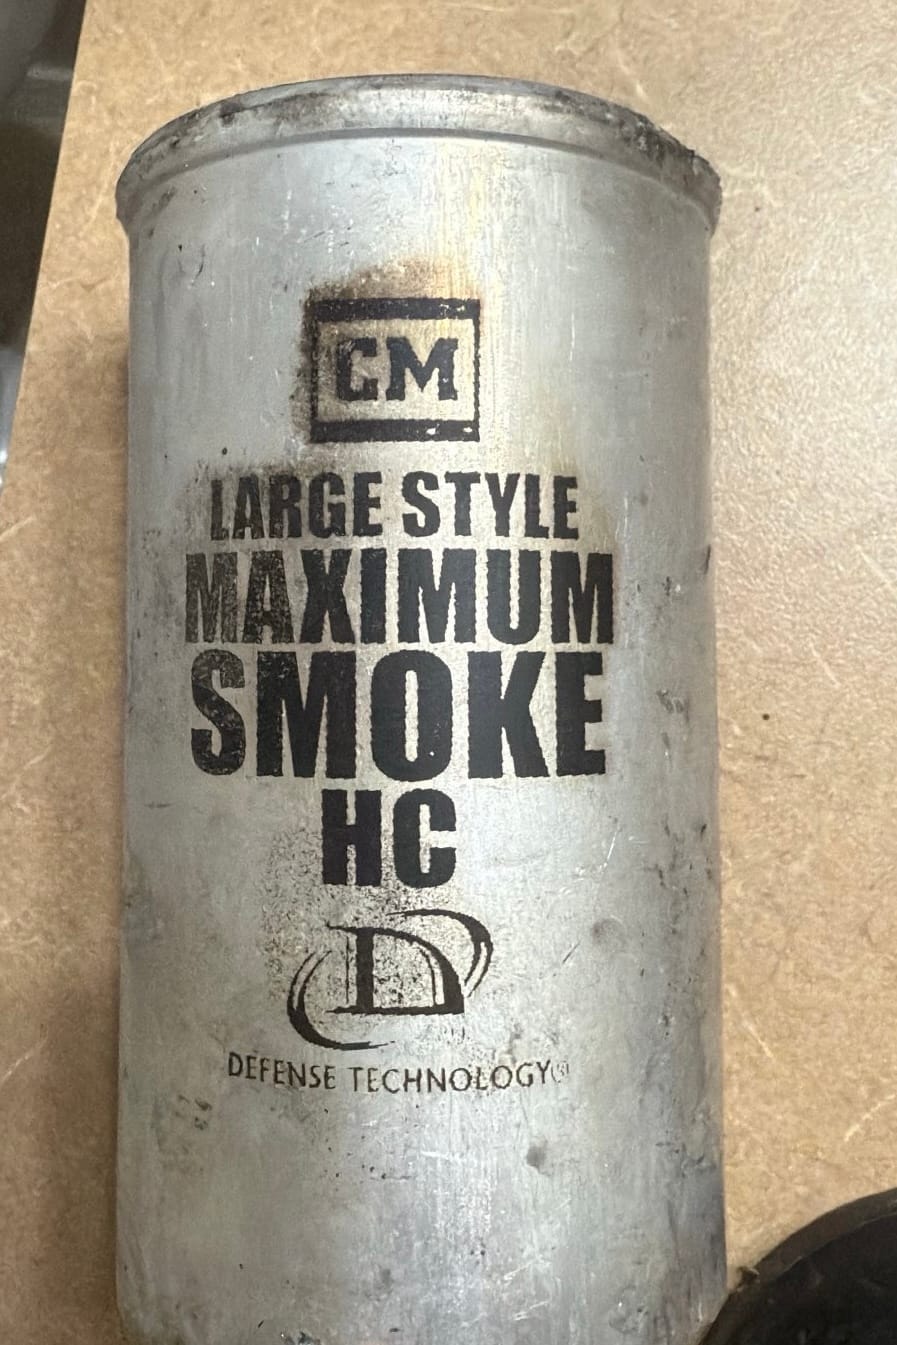 CM
LARGE STYLE
MAXIMUM
SMOKE
HC
D
DEFENSE TECHNOLOGY®